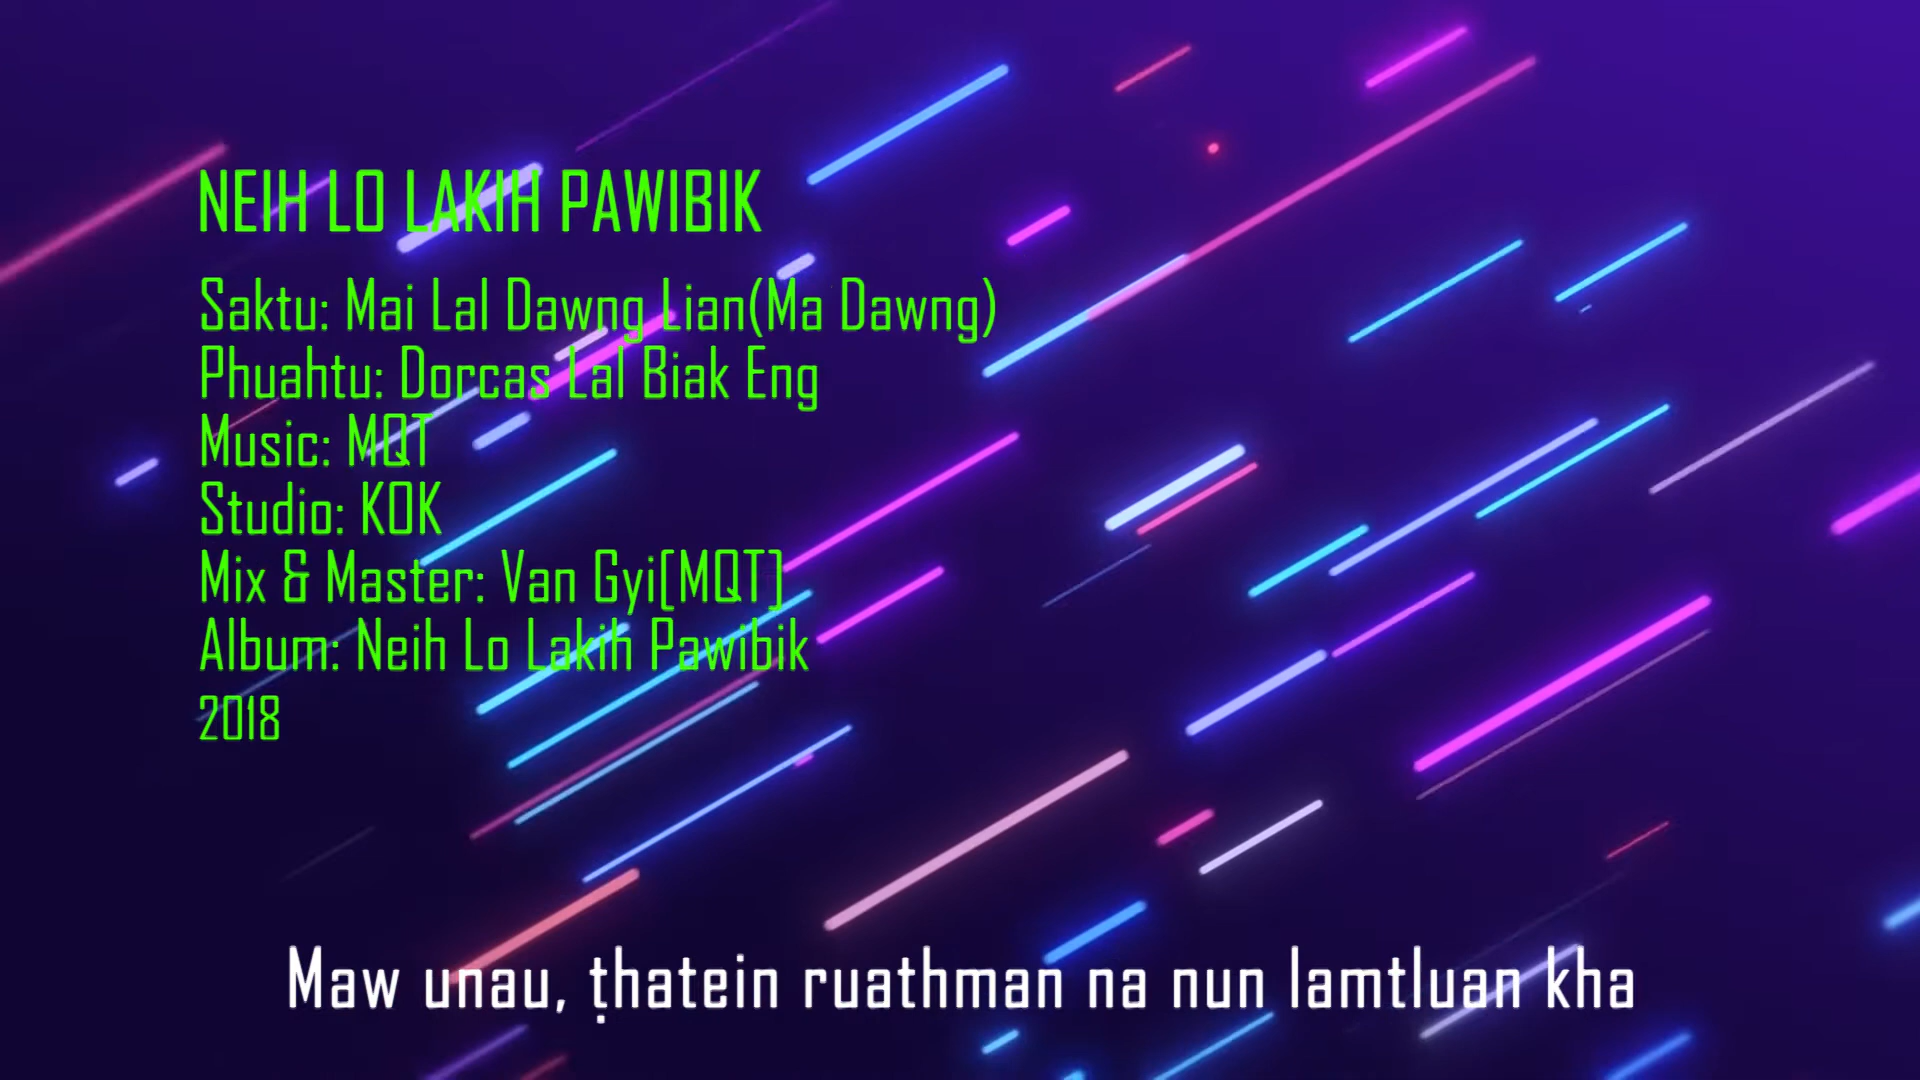 NEIH LO LAKIH PAWIBIK
Saktu: Mai Lal Dawng Lian(Ma Dawng)
Phuahtu: Dorcas Lal Biak Eng
Music: MQT
Studio: KOK
Mix & Master: Van Gyi[MQT]
Album: Neih Lo Lakih Pawibik
2018
Maw unau, ṭhatein ruathman na nun lamtluan kha